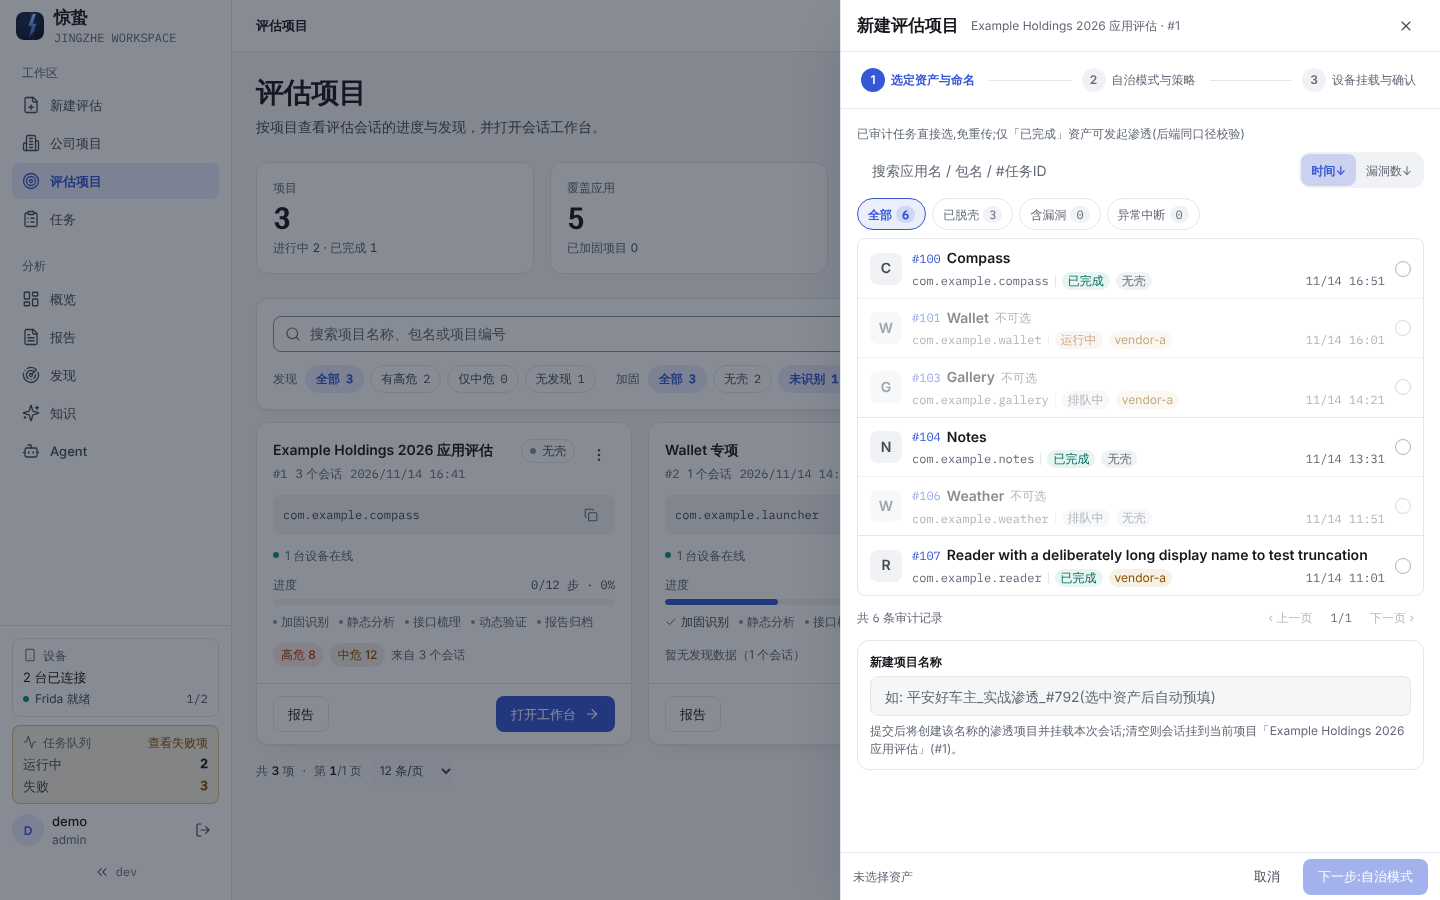 惊蛰
JINGZHE WORKSPACE
工作区
新建评估
公司项目
评估项目
任务
分析
概览
报告
发现
知识
Agent
设备
2 台已连接
Frida 就绪 1/2
任务队列 查看失败项
运行中 2
失败 3
D demo
admin
dev
评估项目
评估项目
按项目查看评估会话的进度与发现，并打开会话工作台。
项目
3
进行中 2 · 已完成 1
覆盖应用
5
已加固项目 0
搜索项目名称、包名或项目编号
发现 全部 3 有高危 2 仅中危 0 无发现 1 加固 全部 3 无壳 2 未识别 1
Example Holdings 2026 应用评估 无壳
#1 3 个会话 2026/11/14 16:41
com.example.compass
1 台设备在线
进度 0/12 步 · 0%
加固识别 静态分析 接口梳理 动态验证 报告归档
高危 8 中危 12 来自 3 个会话
报告 打开工作台
Wallet 专项
#2 1 个会话 2026/11/14 14:
com.example.launcher
1 台设备在线
进度
加固识别 静态分析 接口
暂无发现数据（1 个会话）
报告
共 3 项 · 第 1/1 页 12 条/页
新建评估项目 Example Holdings 2026 应用评估 · #1
1 选定资产与命名 2 自治模式与策略 3 设备挂载与确认
已审计任务直接选,免重传;仅「已完成」资产可发起渗透(后端同口径校验)
搜索应用名 / 包名 / #任务ID 时间↓ 漏洞数↓
全部 6 已脱壳 3 含漏洞 0 异常中断 0
C #100 Compass
com.example.compass 已完成 无壳 11/14 16:51
W #101 Wallet 不可选
com.example.wallet 运行中 vendor-a 11/14 16:01
G #103 Gallery 不可选
com.example.gallery 排队中 vendor-a 11/14 14:21
N #104 Notes
com.example.notes 已完成 无壳 11/14 13:31
W #106 Weather 不可选
com.example.weather 排队中 无壳 11/14 11:51
R #107 Reader with a deliberately long display name to test truncation
com.example.reader 已完成 vendor-a 11/14 11:01
共 6 条审计记录 ‹ 上一页 1/1 下一页 ›
新建项目名称
如: 平安好车主_实战渗透_#792(选中资产后自动预填)
提交后将创建该名称的渗透项目并挂载本次会话;清空则会话挂到当前项目「Example Holdings 2026
应用评估」(#1)。
未选择资产 取消 下一步:自治模式